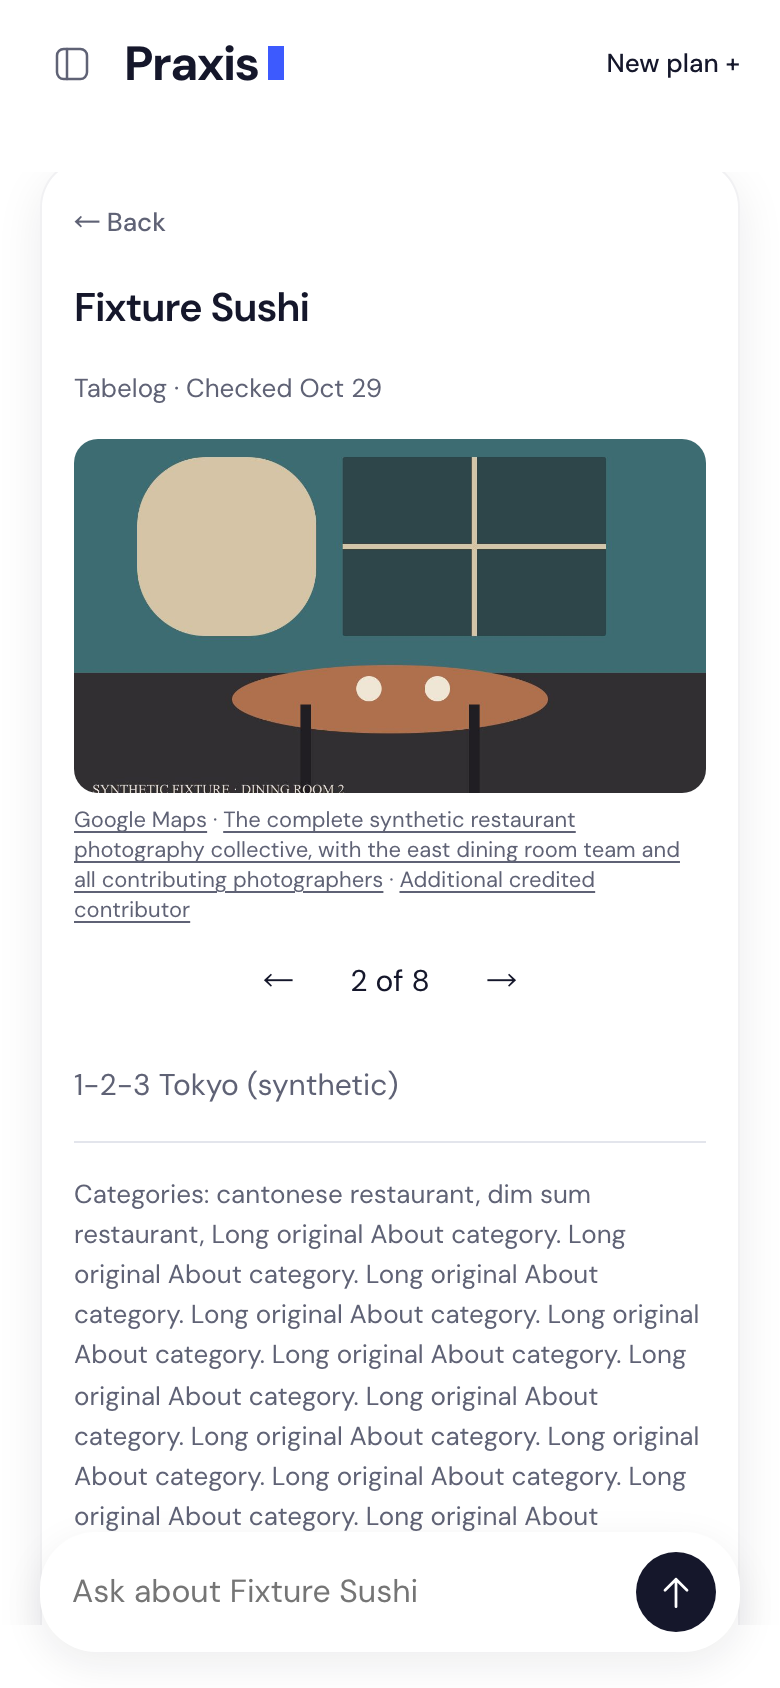 Praxis
New plan +
← Back
Fixture Sushi
Tabelog · Checked Oct 29
SYNTHETIC FIXTURE · DINING ROOM 2
Google Maps · The complete synthetic restaurant
photography collective, with the east dining room team and
all contributing photographers · Additional credited
contributor
← 2 of 8 →
1-2-3 Tokyo (synthetic)
Categories: cantonese restaurant, dim sum
restaurant, Long original About category. Long
original About category. Long original About
category. Long original About category. Long original
About category. Long original About category. Long
original About category. Long original About
category. Long original About category. Long original
About category. Long original About category. Long
original About category. Long original About
Ask about Fixture Sushi